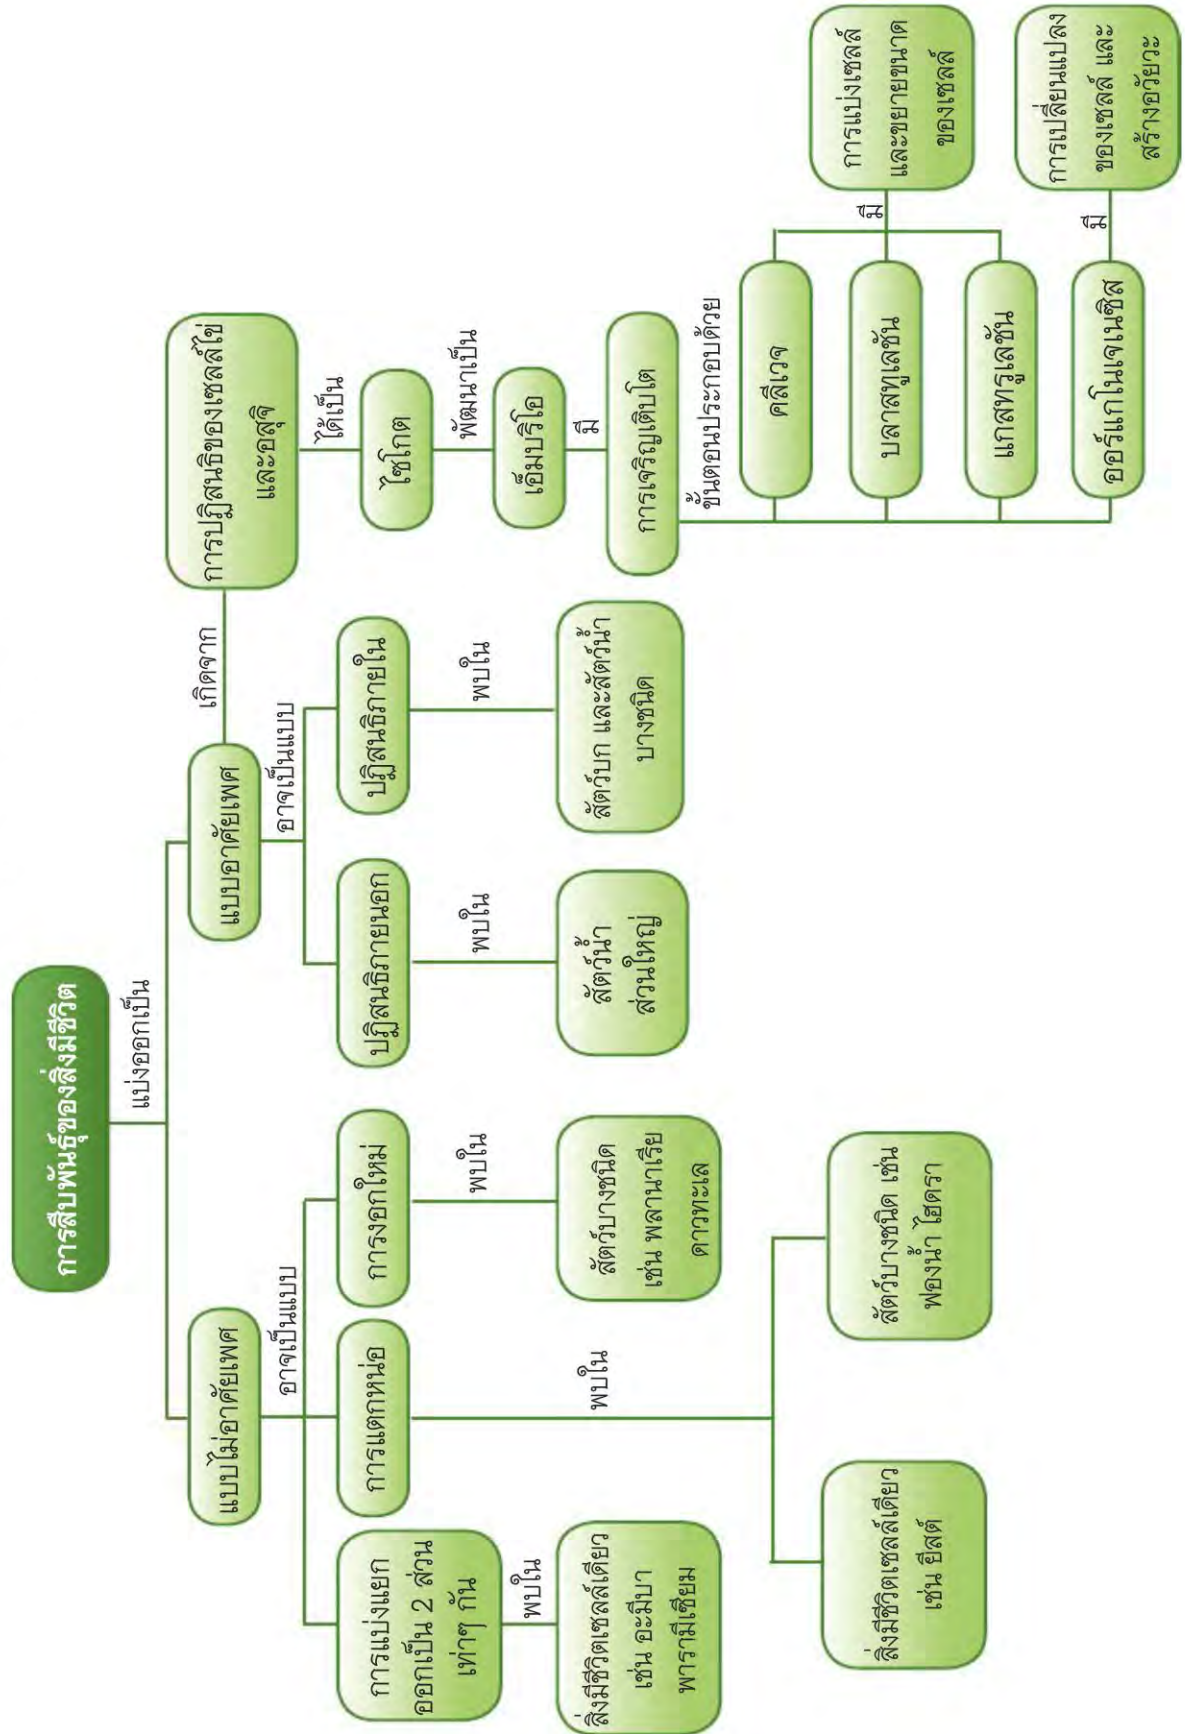 การสืบพันธุ์ของสิ่งมีชีวิต
แบ่งออกเป็น
แบบไม่อาศัยเพศ
อาจเป็นแบบ
การแบ่งแยก
ออกเป็น 2 ส่วน
เท่าๆ กัน
พบใน
สิ่งมีชีวิตเซลล์เดียว
เช่น อะมีบา
พารามีเซียม
การแตกหน่อ
พบใน
สิ่งมีชีวิตเซลล์เดียว
เช่น ยีสต์
สัตว์บางชนิด เช่น
ฟองน้ำ ไฮดรา
การงอกใหม่
พบใน
สัตว์บางชนิด
เช่น พลานาเรีย
ดาวทะเล
แบบอาศัยเพศ
อาจเป็นแบบ
ปฏิสนธิภายนอก
พบใน
สัตว์น้ำ
ส่วนใหญ่
ปฏิสนธิภายใน
พบใน
สัตว์บก และสัตว์น้ำ
บางชนิด
เกิดจาก
การปฏิสนธิของเซลล์ไข่
และอสุจิ
ได้เป็น
ไซโกต
พัฒนาเป็น
เอ็มบริโอ
มี
การเจริญเติบโต
ขั้นตอนประกอบด้วย
คลีเวจ
บลาสทูเลชัน
แกสทรูเลชัน
มี
การแบ่งเซลล์
และขยายขนาด
ของเซลล์
ออร์แกโนเจเนซิส
มี
การเปลี่ยนแปลง
ของเซลล์ และ
สร้างอวัยวะ